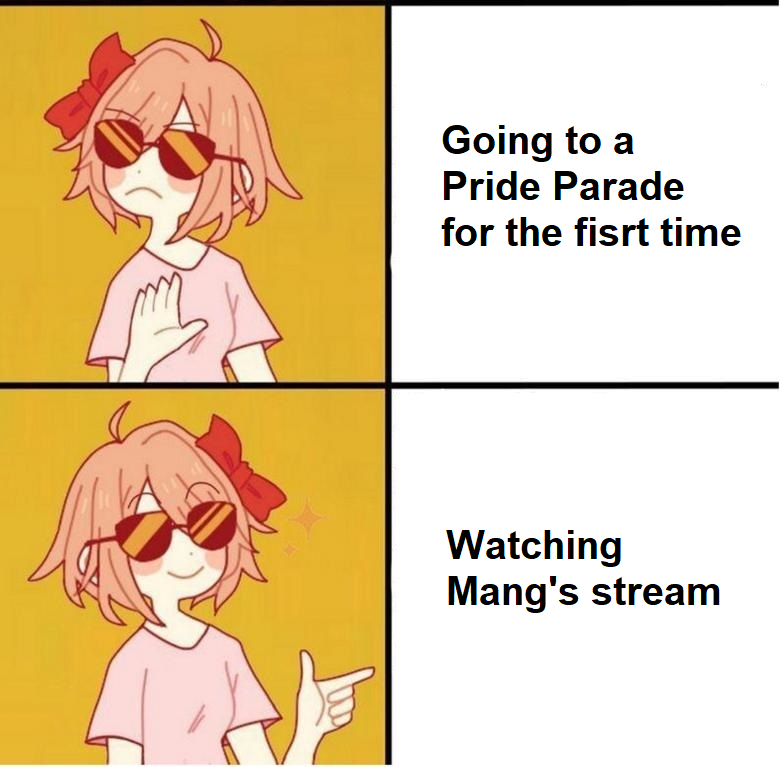 Going to a
Pride Parade
for the fisrt time
Watching
Mang's stream